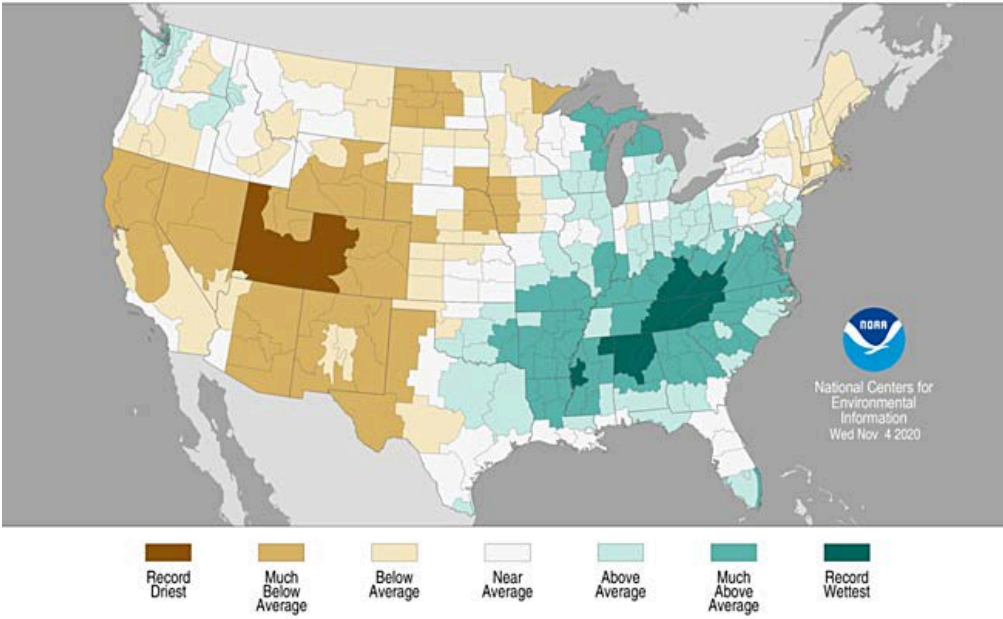 NOAA
National Centers for
Environmental
Information
Wed Nov 4 2020
Record
Driest
Much
Below
Average
Below
Average
Near
Average
Above
Average
Much
Above
Average
Record
Wettest